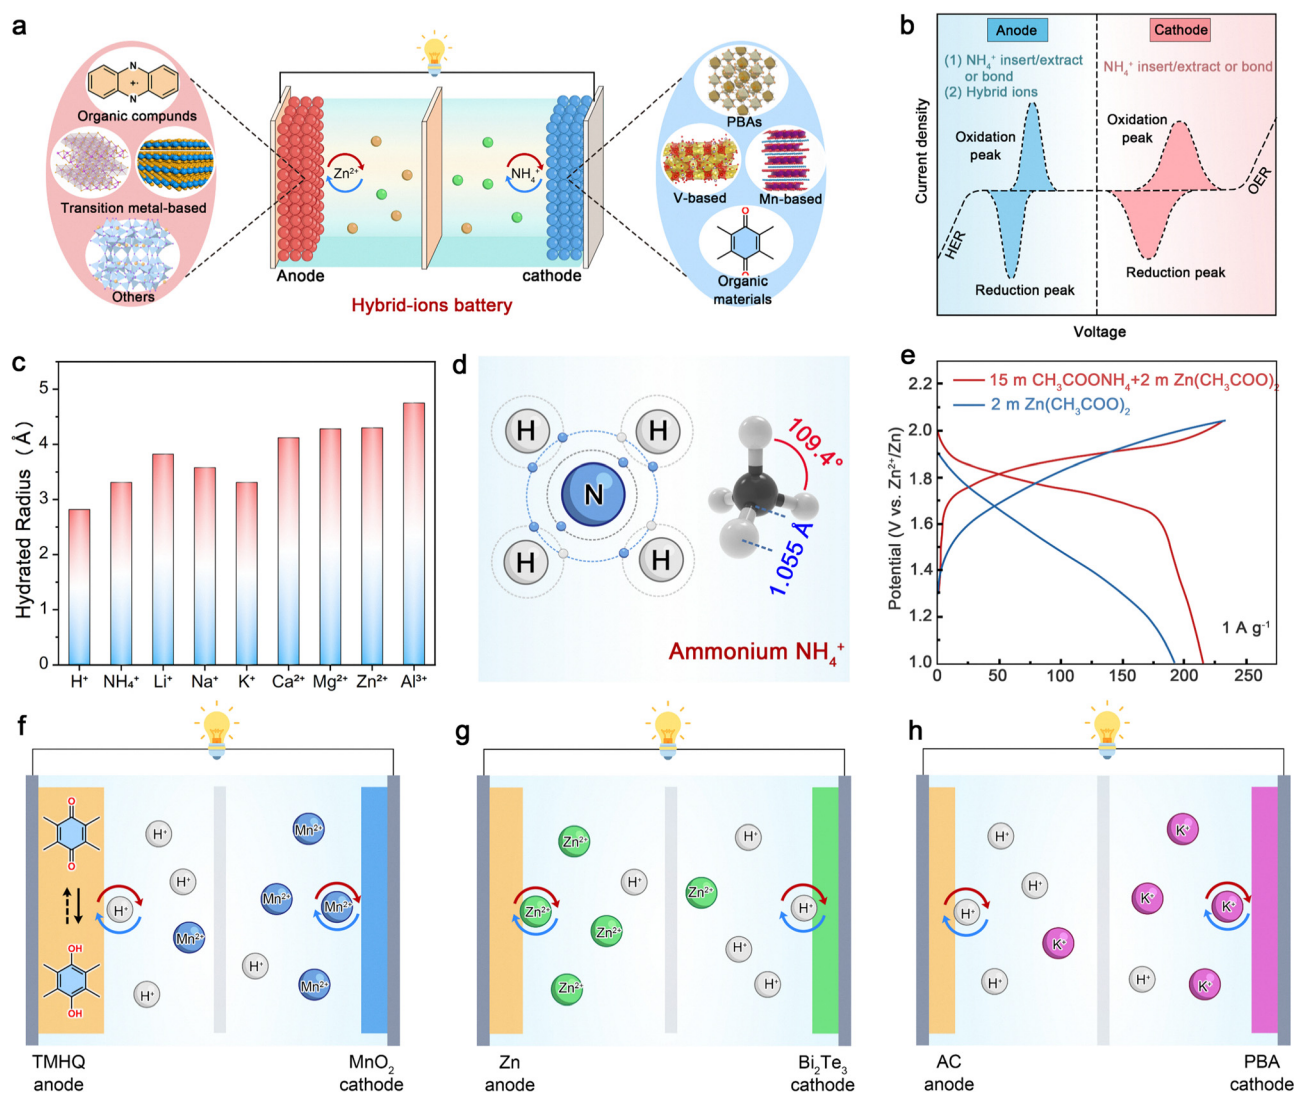 a
N
+•
N
Organic compunds
Transition metal-based
Others
Zn²⁺
NH₄⁺
Anode
cathode
Hybrid-ions battery
PBAs
V-based
Mn-based
O
O
Organic
materials
b
Anode
Cathode
(1) NH₄⁺ insert/extract
or bond
(2) Hybrid ions
NH₄⁺ insert/extract or bond
Oxidation
peak
Oxidation
peak
HER
OER
Reduction peak
Reduction peak
Current density
Voltage
c
Hydrated Radius (Å)
5
4
3
2
1
0
H⁺ NH₄⁺ Li⁺ Na⁺ K⁺ Ca²⁺ Mg²⁺ Zn²⁺ Al³⁺
d
H
H
N
H
H
109.4°
1.055 Å
Ammonium NH₄⁺
e
15 m CH₃COONH₄+2 m Zn(CH₃COO)₂
2 m Zn(CH₃COO)₂
Potential (V vs. Zn²⁺/Zn)
2.2
2.0
1.8
1.6
1.4
1.2
1.0
1 A g⁻¹
0 50 100 150 200 250
f
O
O
OH
OH
H⁺
H⁺
H⁺
H⁺
H⁺
Mn²⁺
Mn²⁺
Mn²⁺
Mn²⁺
Mn²⁺
TMHQ
anode
MnO₂
cathode
g
Zn²⁺
Zn²⁺
Zn²⁺
Zn²⁺
Zn²⁺
H⁺
H⁺
H⁺
H⁺
H⁺
Zn
anode
Bi₂Te₃
cathode
h
H⁺
H⁺
H⁺
H⁺
H⁺
K⁺
K⁺
K⁺
K⁺
K⁺
AC
anode
PBA
cathode